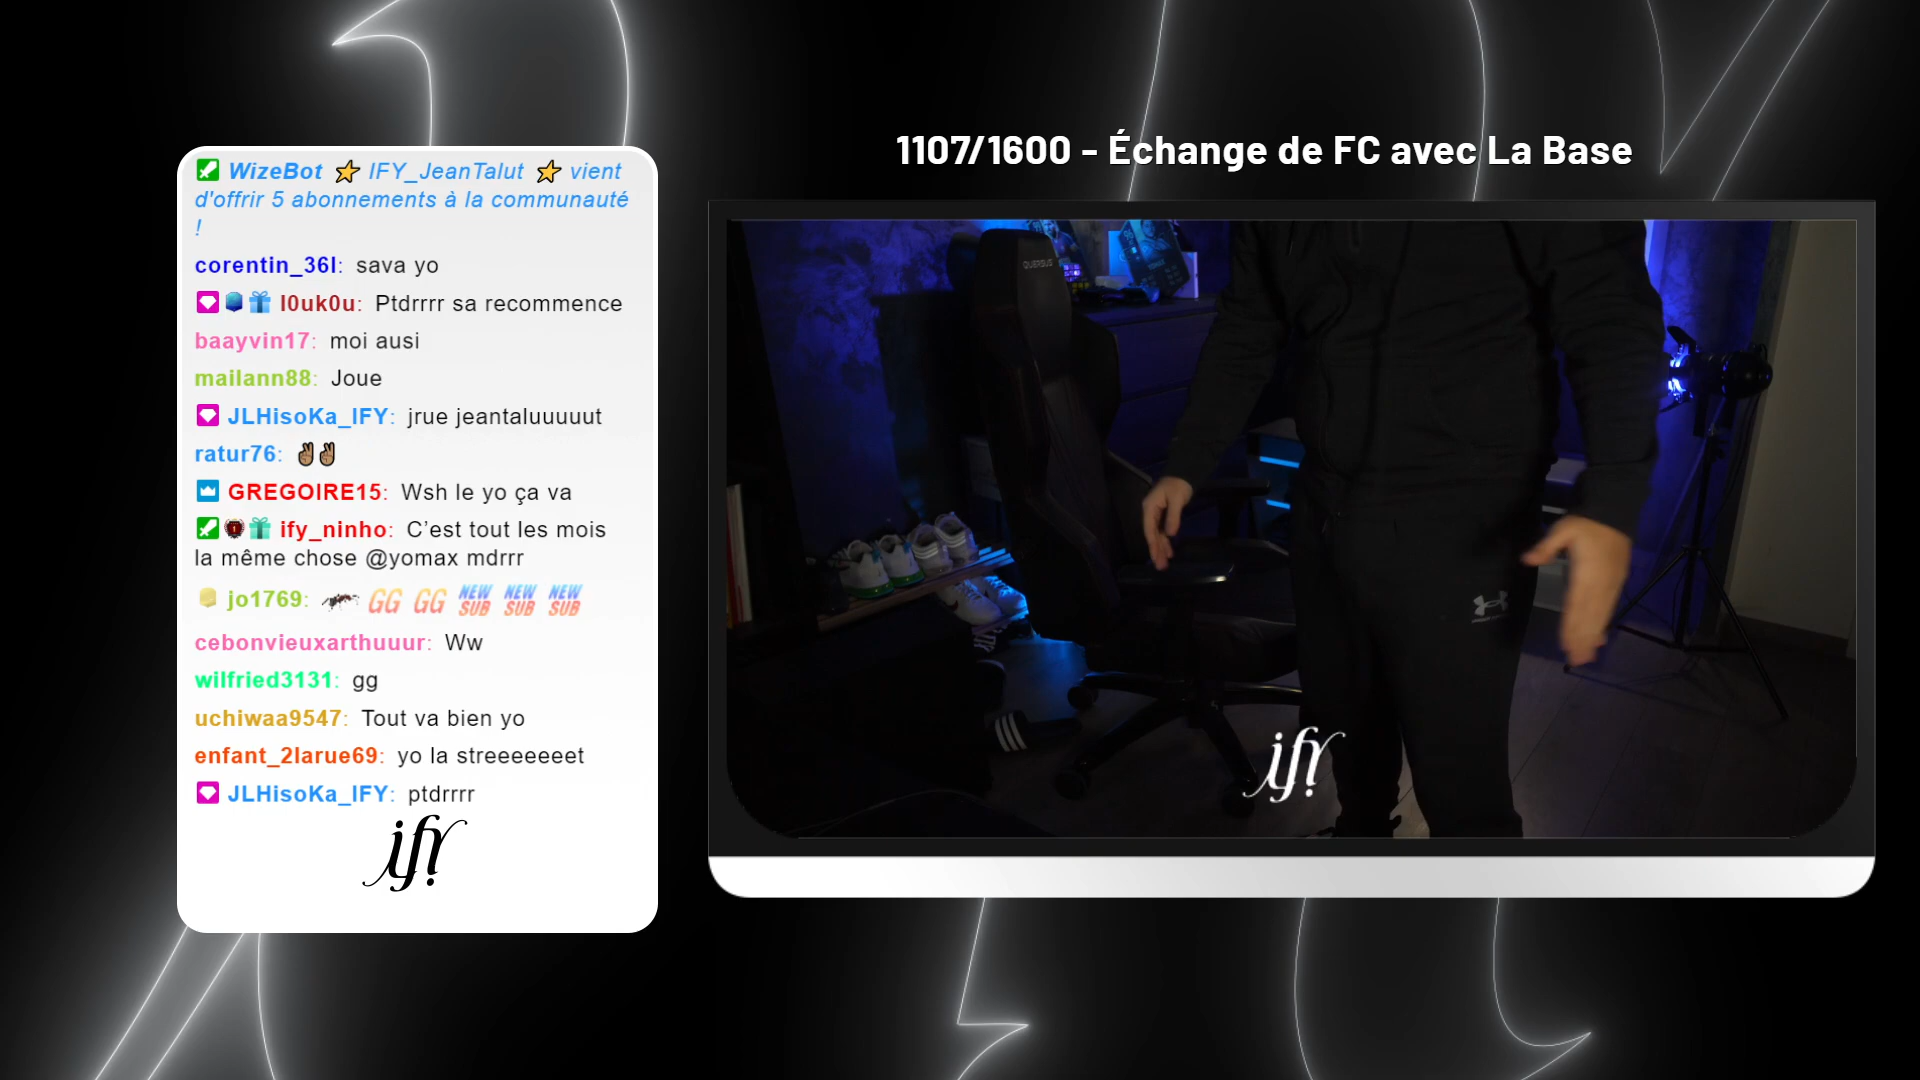 1107/1600 - Échange de FC avec La Base
WizeBot ⭐ IFY_JeanTalut ⭐ vient
d'offrir 5 abonnements à la communauté
!
corentin_36l: sava yo
l0uk0u: Ptdrrrr sa recommence
baayvin17: moi ausi
mailann88: Joue
JLHisoKa_IFY: jrue jeantaluuuuut
ratur76: ✌🏽✌🏽
GREGOIRE15: Wsh le yo ça va
ify_ninho: C’est tout les mois
la même chose @yomax mdrrr
jo1769: 🐜 GG GG NEW SUB NEW SUB NEW SUB
cebonvieuxarthuuur: Ww
wilfried3131: gg
uchiwaa9547: Tout va bien yo
enfant_2larue69: yo la streeeeeeet
JLHisoKa_IFY: ptdrrrr
ify
QUERSUS
ify